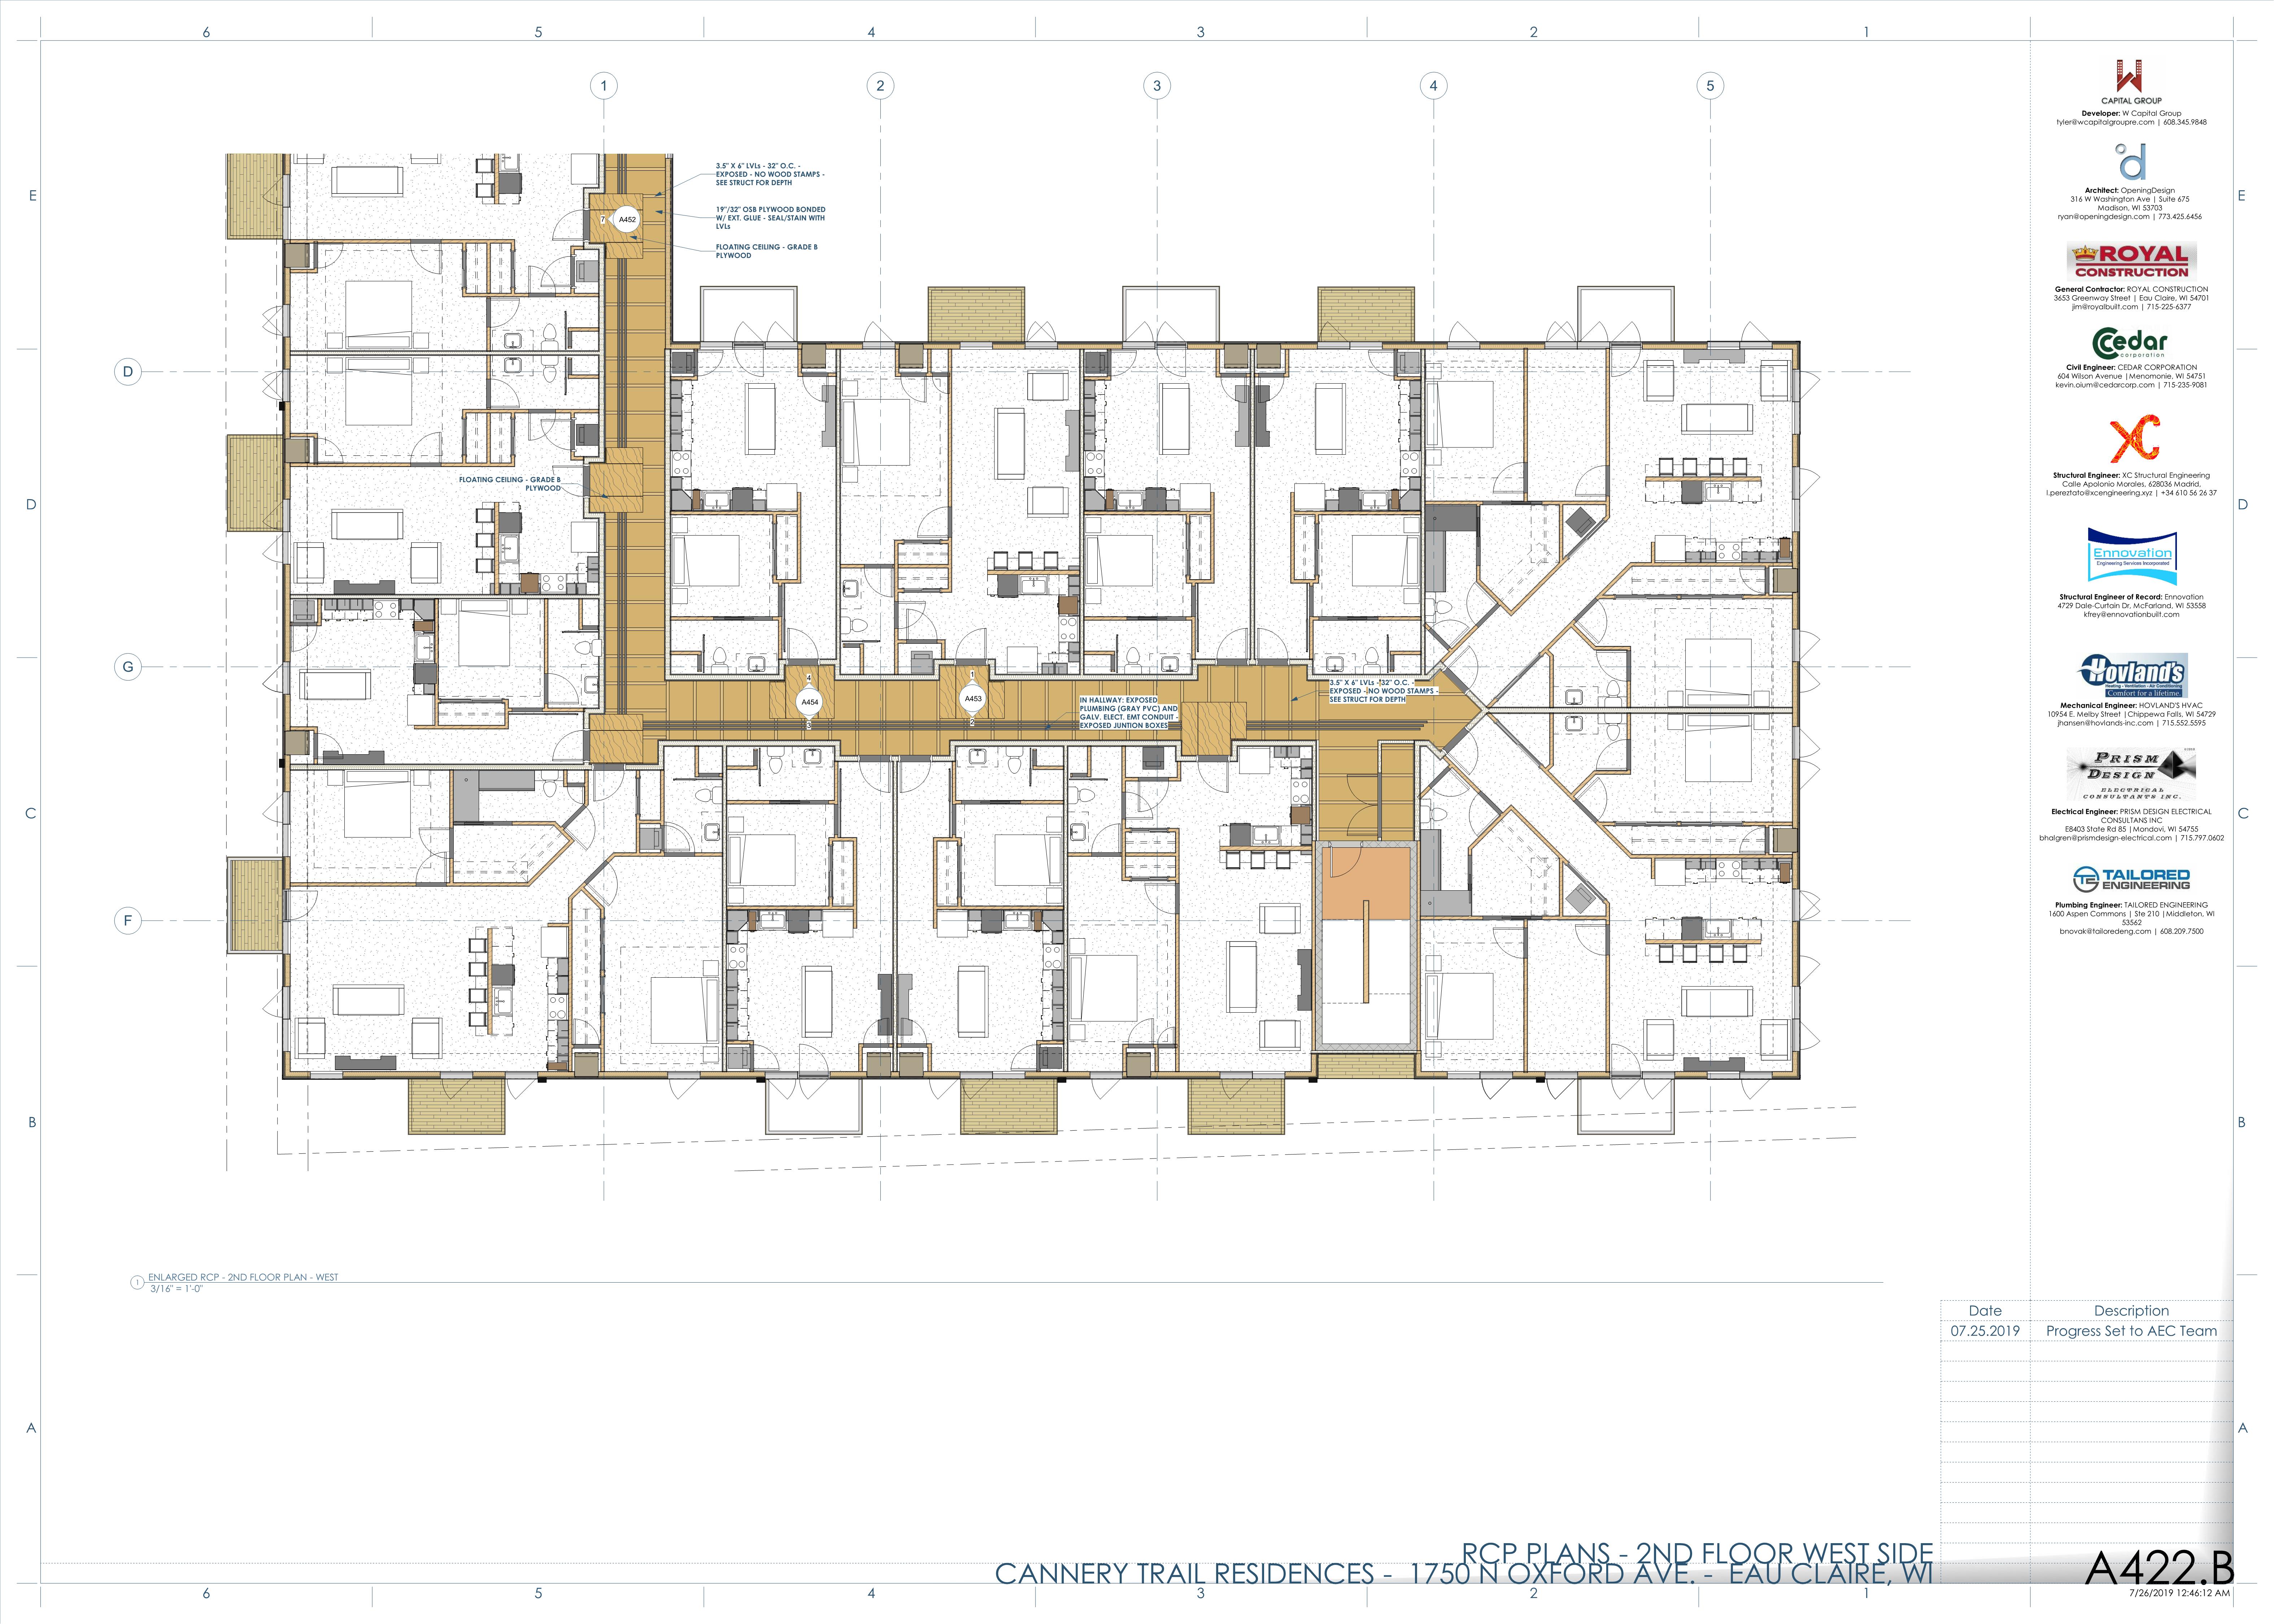 6 5 4 3 2 1
1 2 3 4 5
E
D
C
B
A
D
G
F
3.5" X 6" LVLs - 32" O.C. -
EXPOSED - NO WOOD STAMPS -
SEE STRUCT FOR DEPTH
19"/32" OSB PLYWOOD BONDED
W/ EXT. GLUE - SEAL/STAIN WITH
LVLs
FLOATING CEILING - GRADE B
PLYWOOD
7 A452
FLOATING CEILING - GRADE B
PLYWOOD
4
A454
3
1
A453
2
IN HALLWAY: EXPOSED
PLUMBING (GRAY PVC) AND
GALV. ELECT. EMT CONDUIT -
EXPOSED JUNTION BOXES
3.5" X 6" LVLs - 32" O.C. -
EXPOSED - NO WOOD STAMPS -
SEE STRUCT FOR DEPTH
1 ENLARGED RCP - 2ND FLOOR PLAN - WEST
3/16" = 1'-0"
W
CAPITAL GROUP
Developer: W Capital Group
tyler@wcapitalgroupre.com | 608.345.9848
d
Architect: OpeningDesign
316 W Washington Ave | Suite 675
Madison, WI 53703
ryan@openingdesign.com | 773.425.6456
ROYAL
CONSTRUCTION
General Contractor: ROYAL CONSTRUCTION
3653 Greenway Street | Eau Claire, WI 54701
jim@royalbuilt.com | 715-225-6377
Cedar
corporation
Civil Engineer: CEDAR CORPORATION
604 Wilson Avenue |Menomonie, WI 54751
kevin.oium@cedarcorp.com | 715-235-9081
XC
Structural Engineer: XC Structural Engineering
Calle Apolonio Morales, 628036 Madrid,
l.pereztato@xcengineering.xyz | +34 610 56 26 37
Ennovation
Engineering Services Incorporated
Structural Engineer of Record: Ennovation
4729 Dale-Curtain Dr, McFarland, WI 53558
kfrey@ennovationbuilt.com
Hovland's
Heating - Ventilation - Air Conditioning
Comfort for a lifetime.
Mechanical Engineer: HOVLAND'S HVAC
10954 E. Melby Street |Chippewa Falls, WI 54729
jhansen@hovlands-inc.com | 715.552.5595
PRISM
DESIGN
ELECTRICAL
CONSULTANTS INC.
Electrical Engineer: PRISM DESIGN ELECTRICAL
CONSULTANS INC
E8403 State Rd 85 |Mondovi, WI 54755
bhalgren@prismdesign-electrical.com | 715.797.0602
TE TAILORED
ENGINEERING
Plumbing Engineer: TAILORED ENGINEERING
1600 Aspen Commons | Ste 210 |Middleton, WI
53562
bnovak@tailoredeng.com | 608.209.7500
E
D
C
B
A
Date Description
07.25.2019 Progress Set to AEC Team
RCP PLANS - 2ND FLOOR WEST SIDE
CANNERY TRAIL RESIDENCES - 1750 N OXFORD AVE. - EAU CLAIRE, WI
A422.B
7/26/2019 12:46:12 AM
6 5 4 3 2 1